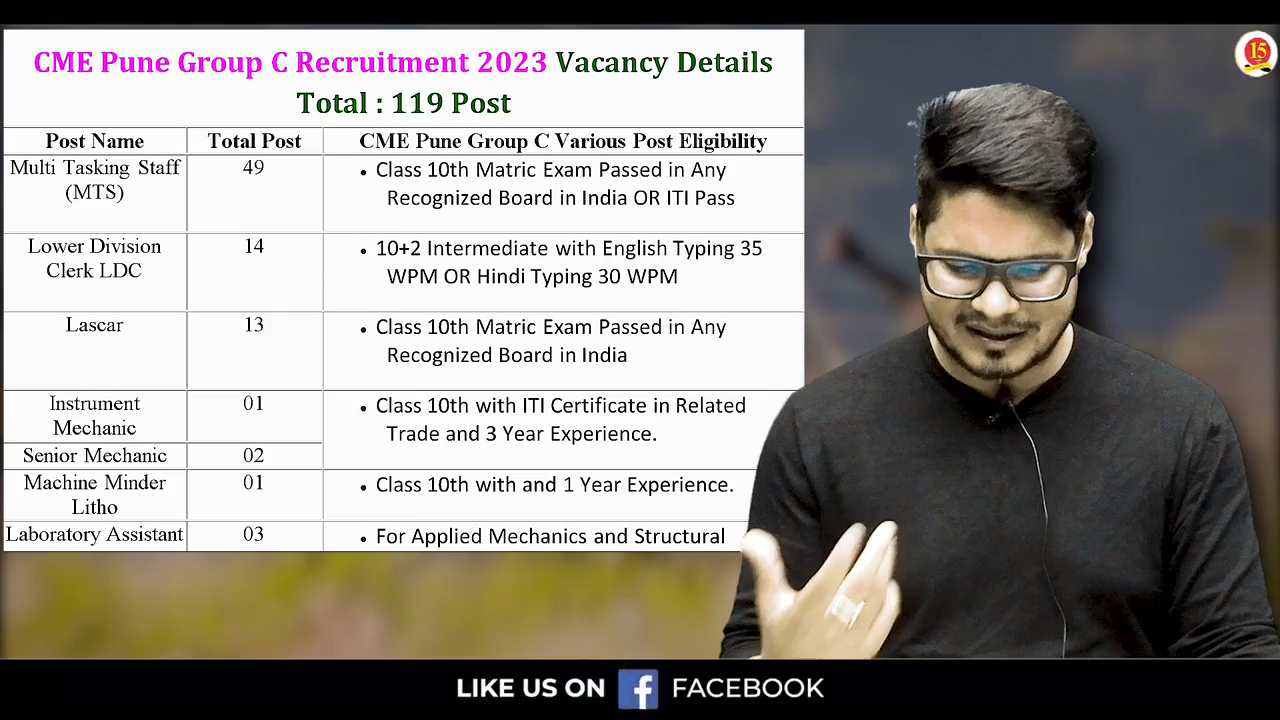 CME Pune Group C Recruitment 2023 Vacancy Details
Total : 119 Post
15
Post Name
Total Post
CME Pune Group C Various Post Eligibility
Multi Tasking Staff
(MTS)
49
• Class 10th Matric Exam Passed in Any
Recognized Board in India OR ITI Pass
Lower Division
Clerk LDC
14
• 10+2 Intermediate with English Typing 35
WPM OR Hindi Typing 30 WPM
Lascar
13
• Class 10th Matric Exam Passed in Any
Recognized Board in India
Instrument
Mechanic
01
• Class 10th with ITI Certificate in Related
Trade and 3 Year Experience.
Senior Mechanic
02
Machine Minder
Litho
01
• Class 10th with and 1 Year Experience.
Laboratory Assistant
03
• For Applied Mechanics and Structural
LIKE US ON f FACEBOOK